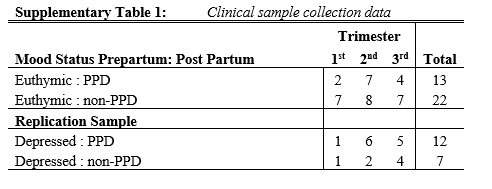 Supplementary Table 1: Clinical sample collection data
Trimester
Mood Status Prepartum: Post Partum 1st 2nd 3rd Total
Euthymic : PPD 2 7 4 13
Euthymic : non-PPD 7 8 7 22
Replication Sample
Depressed : PPD 1 6 5 12
Depressed : non-PPD 1 2 4 7